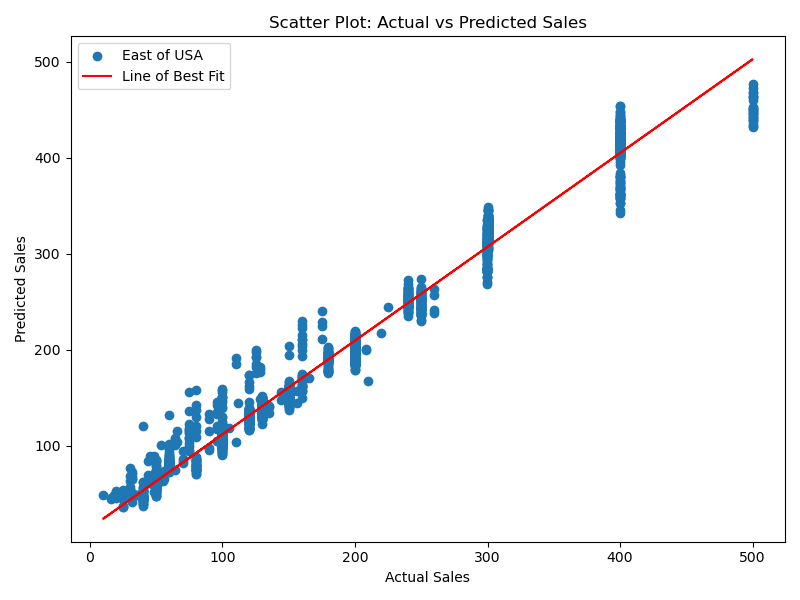 Scatter Plot: Actual vs Predicted Sales
East of USA
Line of Best Fit
500
400
300
200
100
Predicted Sales
0 100 200 300 400 500
Actual Sales